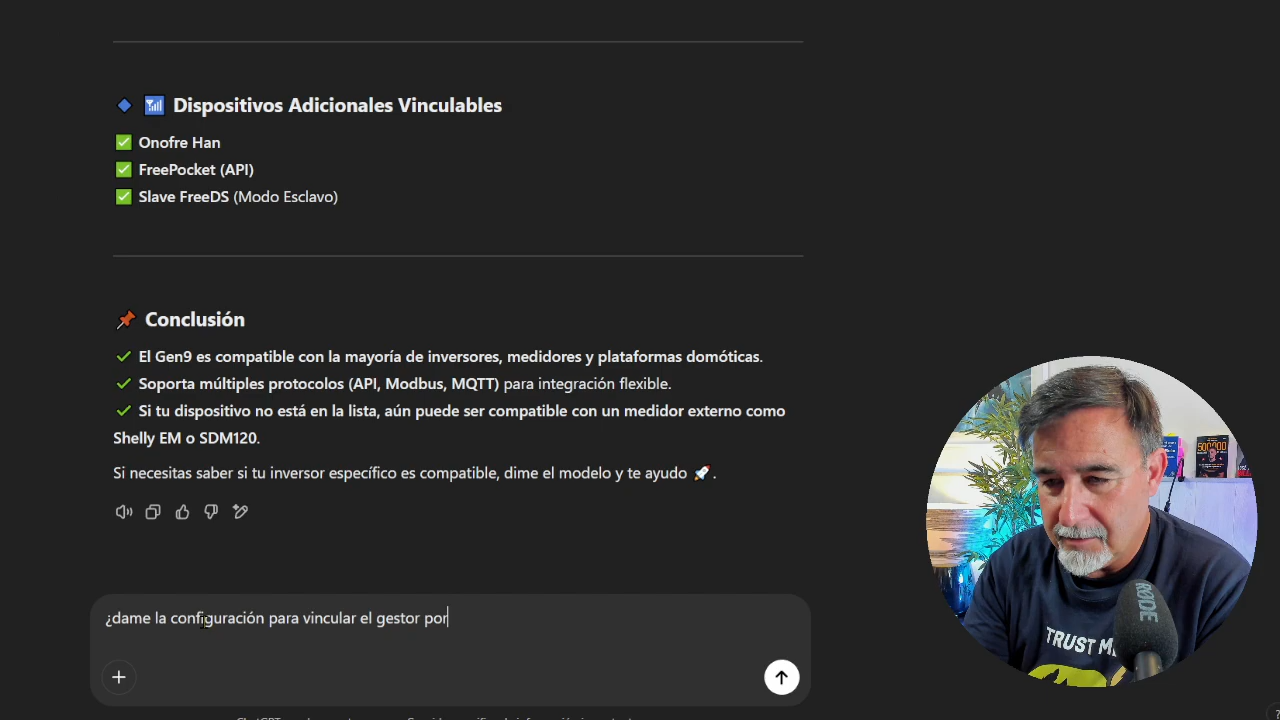 Dispositivos Adicionales Vinculables
Onofre Han
FreePocket (API)
Slave FreeDS (Modo Esclavo)
Conclusión
El Gen9 es compatible con la mayoría de inversores, medidores y plataformas domóticas.
Soporta múltiples protocolos (API, Modbus, MQTT) para integración flexible.
Si tu dispositivo no está en la lista, aún puede ser compatible con un medidor externo como
Shelly EM o SDM120.
Si necesitas saber si tu inversor específico es compatible, dime el modelo y te ayudo 🚀.
¿dame la configuración para vincular el gestor por
500.000
RØDE
TRUST M